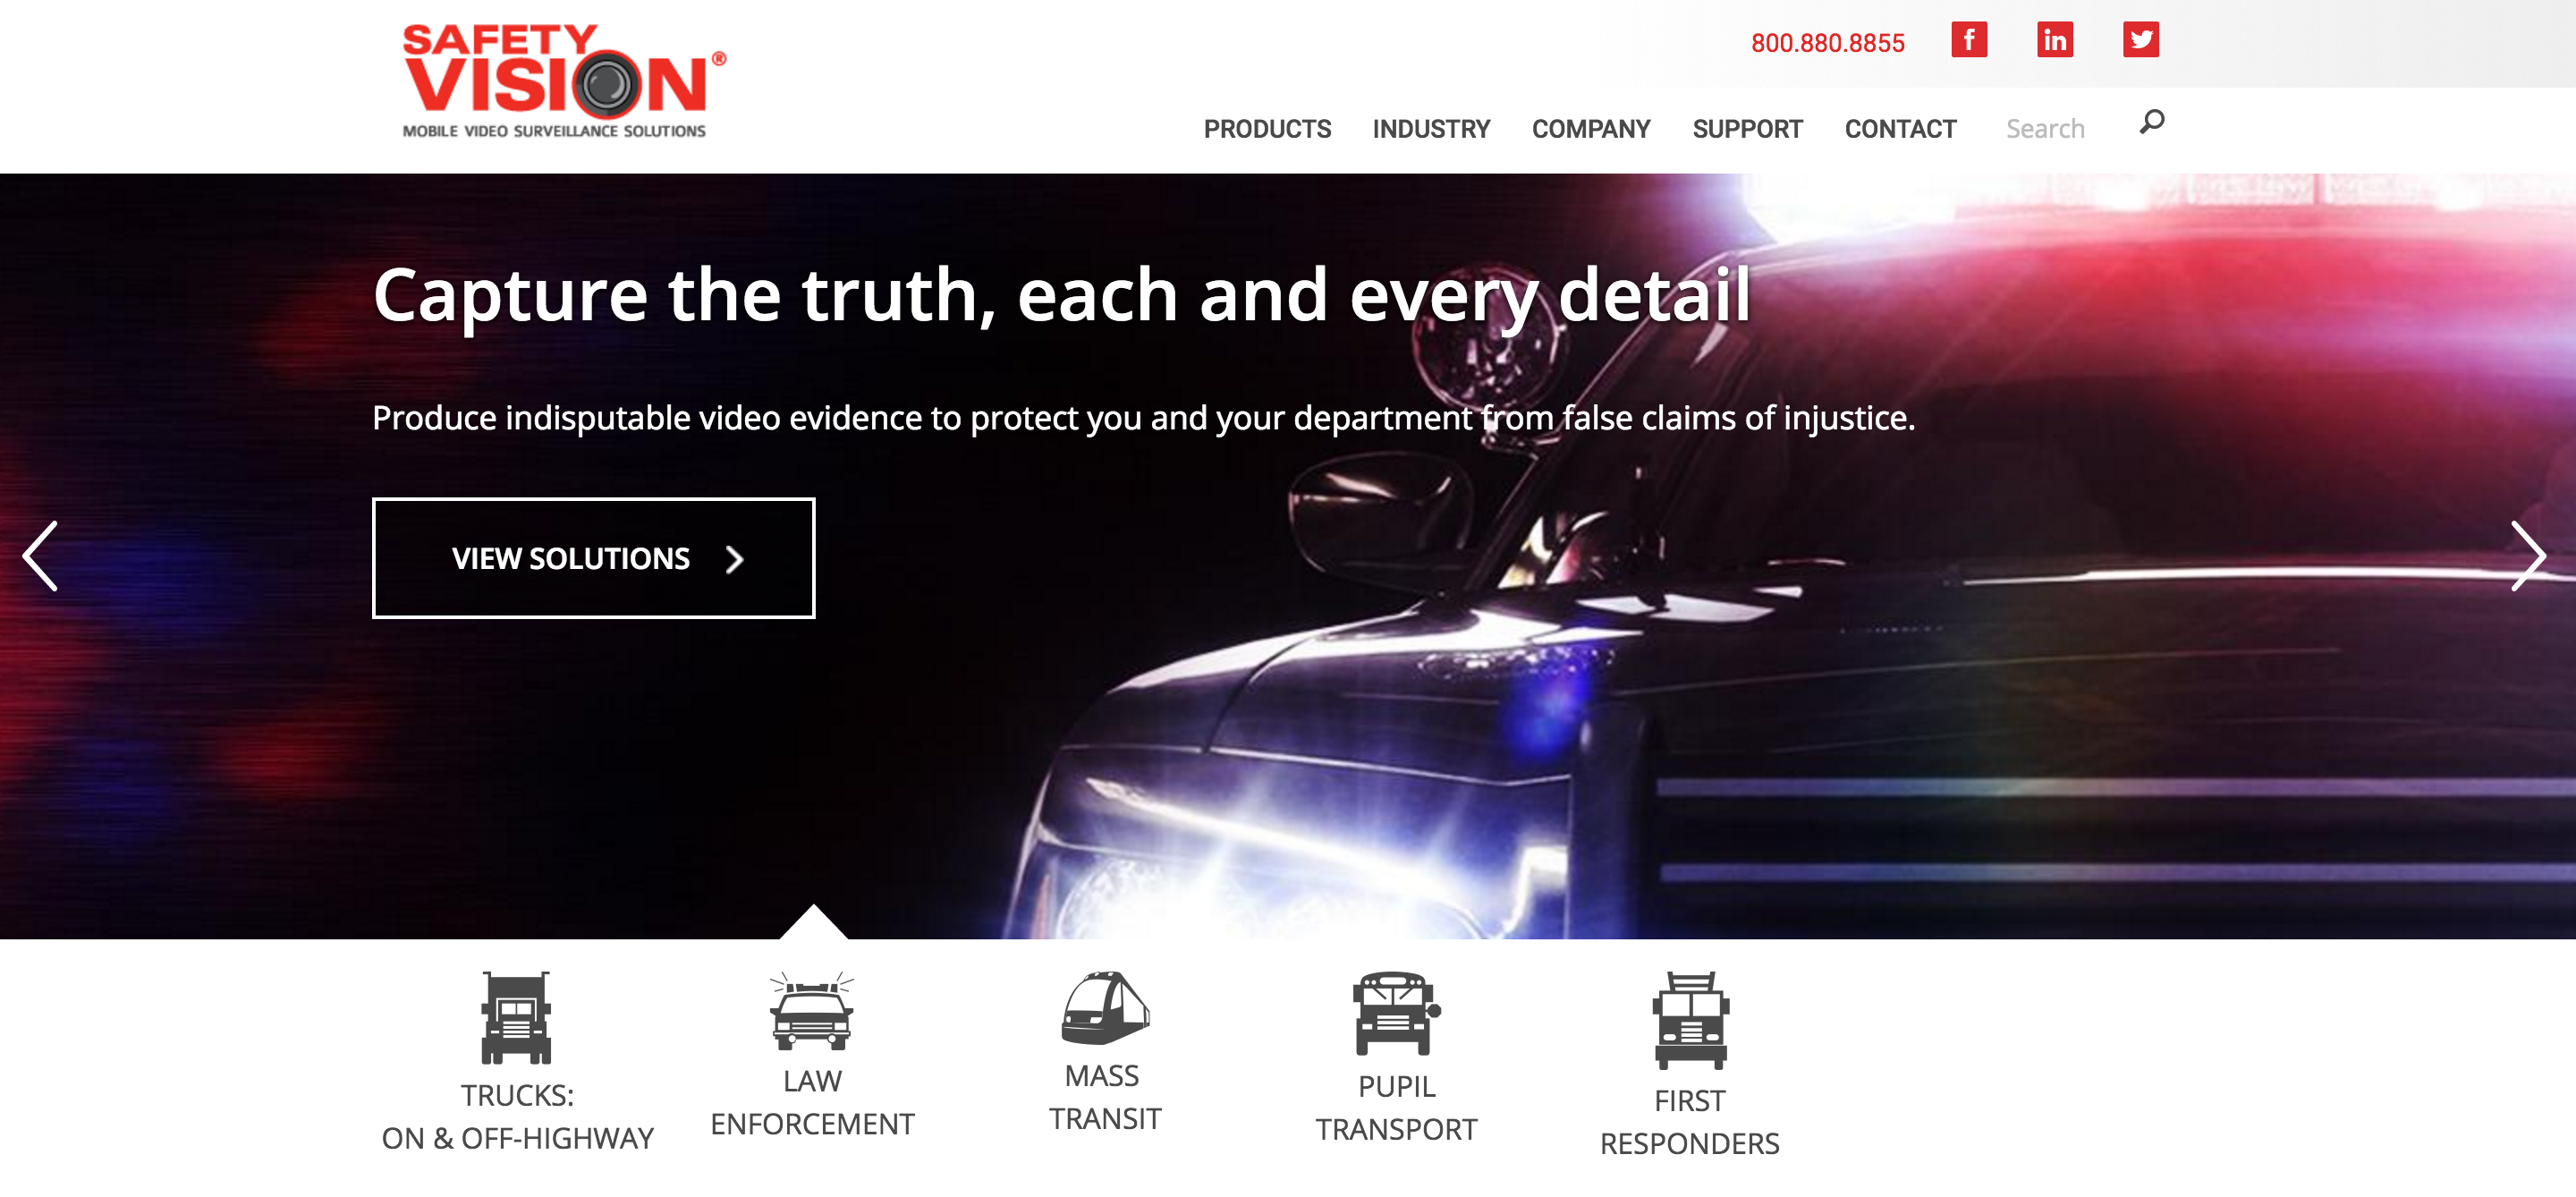 SAFETY
VISION®
MOBILE VIDEO SURVEILLANCE SOLUTIONS
800.880.8855
f
in
PRODUCTS INDUSTRY COMPANY SUPPORT CONTACT Search
Capture the truth, each and every detail
Produce indisputable video evidence to protect you and your department from false claims of injustice.
VIEW SOLUTIONS
TRUCKS:
ON & OFF-HIGHWAY
LAW
ENFORCEMENT
MASS
TRANSIT
PUPIL
TRANSPORT
FIRST
RESPONDERS